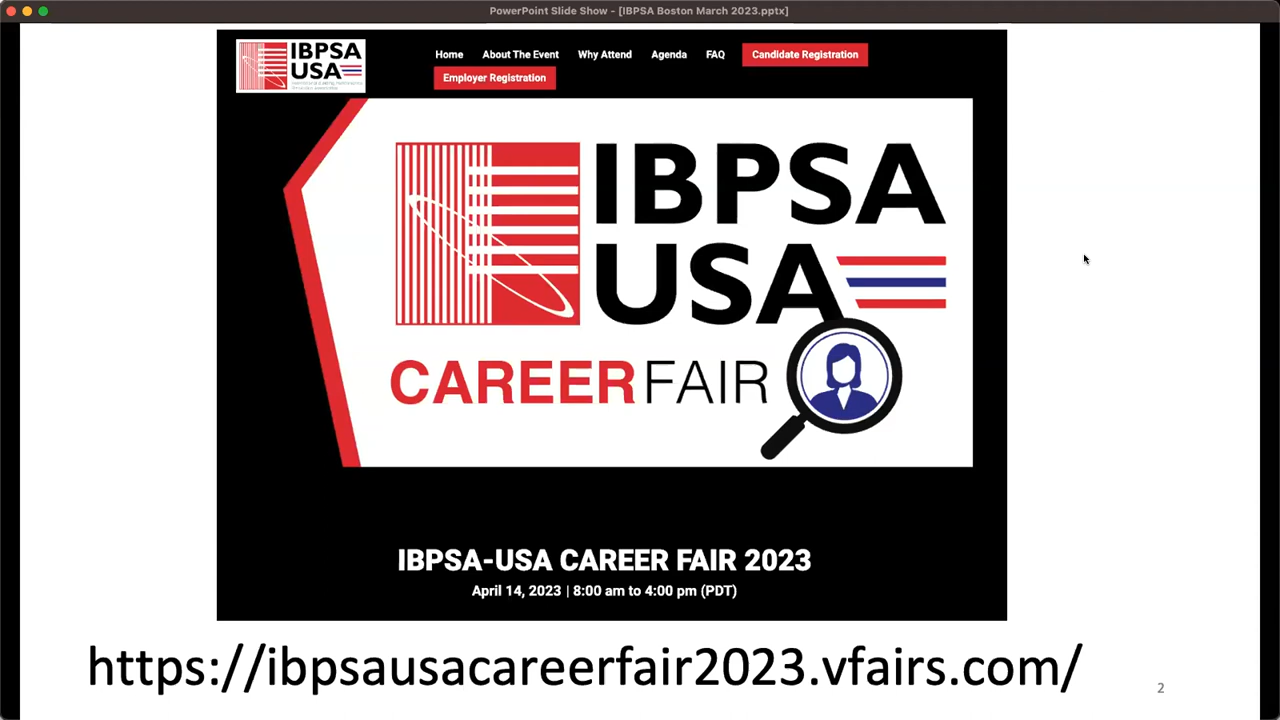 PowerPoint Slide Show - [IBPSA Boston March 2023.pptx]
IBPSA
USA
Home About The Event Why Attend Agenda FAQ Candidate Registration
Employer Registration
IBPSA
USA
CAREER FAIR
IBPSA-USA CAREER FAIR 2023
April 14, 2023 | 8:00 am to 4:00 pm (PDT)
https://ibpsausacareerfair2023.vfairs.com/
2